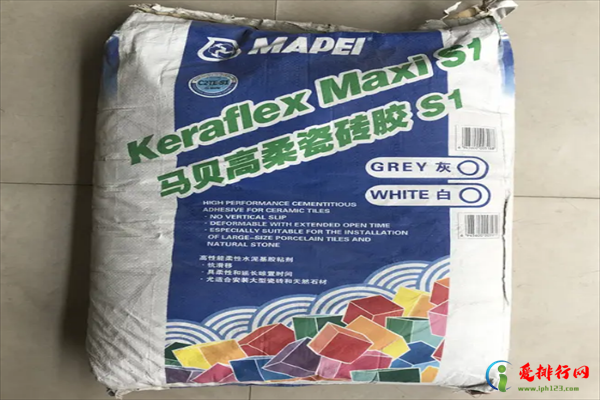 MAPEI
C2TE-S1
Keraflex Maxi S1
马贝高柔瓷砖胶 S1
GREY 灰
WHITE 白
HIGH PERFORMANCE CEMENTITIOUS
ADHESIVE FOR CERAMIC TILES
- NO VERTICAL SLIP
- DEFORMABLE WITH EXTENDED OPEN TIME
- ESPECIALLY SUITABLE FOR THE INSTALLATION
OF LARGE-SIZE PORCELAIN TILES AND
NATURAL STONE
高性能柔性水泥基胶粘剂
- 抗滑移
- 具柔性和延长晾置时间
- 尤适合安装大型瓷砖和天然石材
爱排行网
www.iph123.com